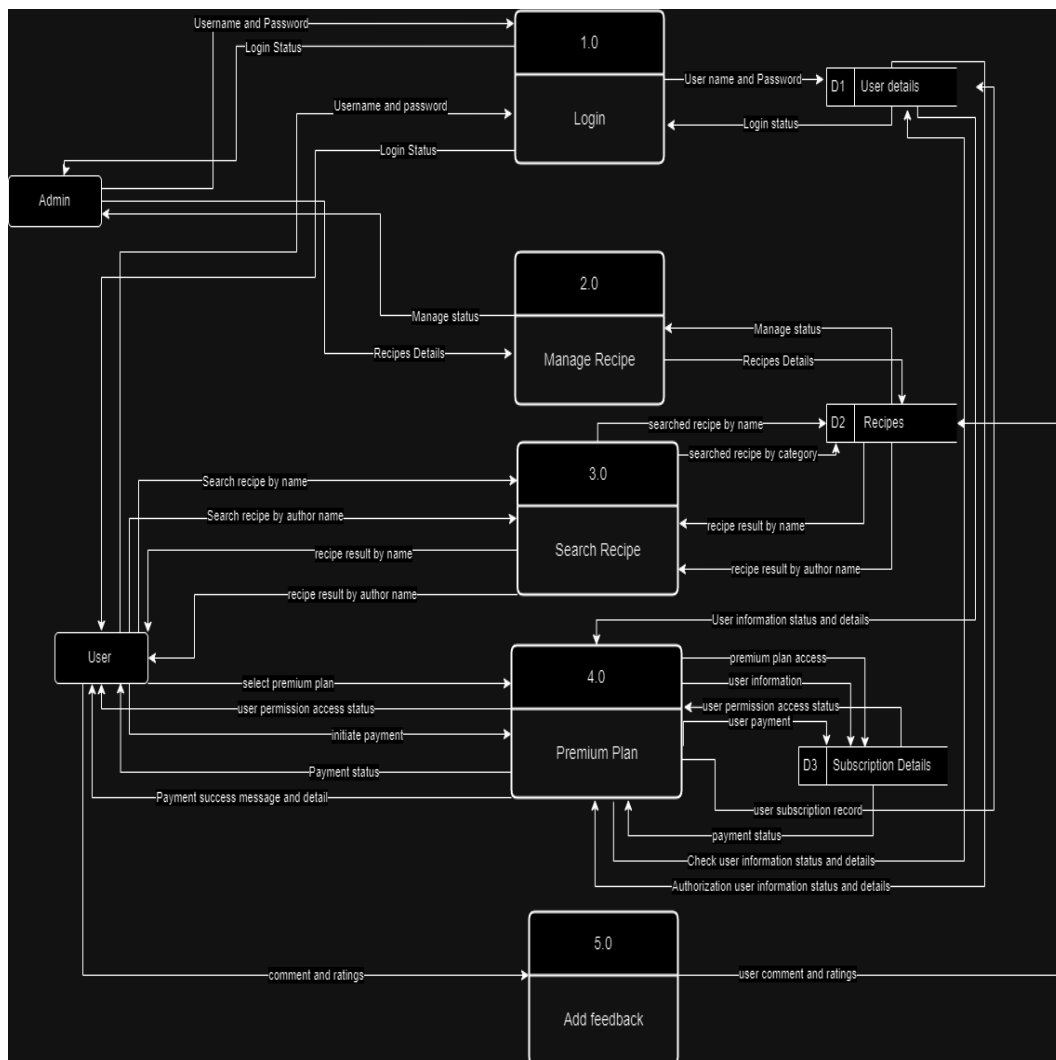 Username and Password
Login Status
1.0
User name and Password
D1
User details
Username and password
Login
Login status
Login Status
Admin
2.0
Manage status
Manage status
Recipes Details
Manage Recipe
Recipes Details
searched recipe by name
D2
Recipes
searched recipe by category
3.0
Search recipe by name
Search recipe by author name
recipe result by name
recipe result by name
Search Recipe
recipe result by author name
recipe result by author name
User information status and details
User
premium plan access
4.0
select premium plan
user information
user permission access status
user permission access status
user payment
initiate payment
Premium Plan
D3
Subscription Details
Payment status
Payment success message and detail
user subscription record
payment status
Check user information status and details
Authorization user information status and details
5.0
comment and ratings
user comment and ratings
Add feedback